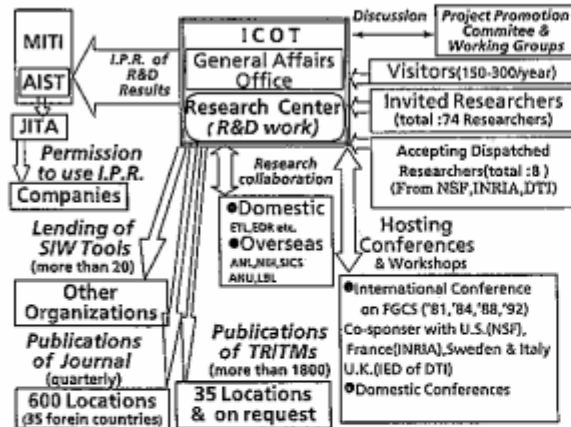 MITI
AIST
JITA
Permission
to use I.P.R.
Companies
I.P.R. of
R&D
Results
ICOT
General Affairs
Office
Research Center
(R&D work)
Discussion
Project Promotion
Commitee &
Working Groups
Visitors(150-300/year)
Invited Researchers
(total :74 Researchers)
Accepting Dispatched
Researchers(total :8 )
(From NSF,INRIA,DTI)
Research
collaboration
Domestic
ETL,EDR etc.
Overseas
ANL,NIH,SICS
ANU,LBL
Hosting
Conferences
& Workshops
International Conference
on FGCS ('81,'84,'88,'92)
Co-sponser with U.S.(NSF),
France(INRIA),Sweden & Italy
U.K.(IED of DTI)
Domestic Conferences
Lending of
S/W Tools
(more than 20)
Other
Organizations
Publications
of Journal
(quarterly)
600 Locations
(35 forein countries)
Publications
of TR/TMs
(more than 1800)
35 Locations
& on request